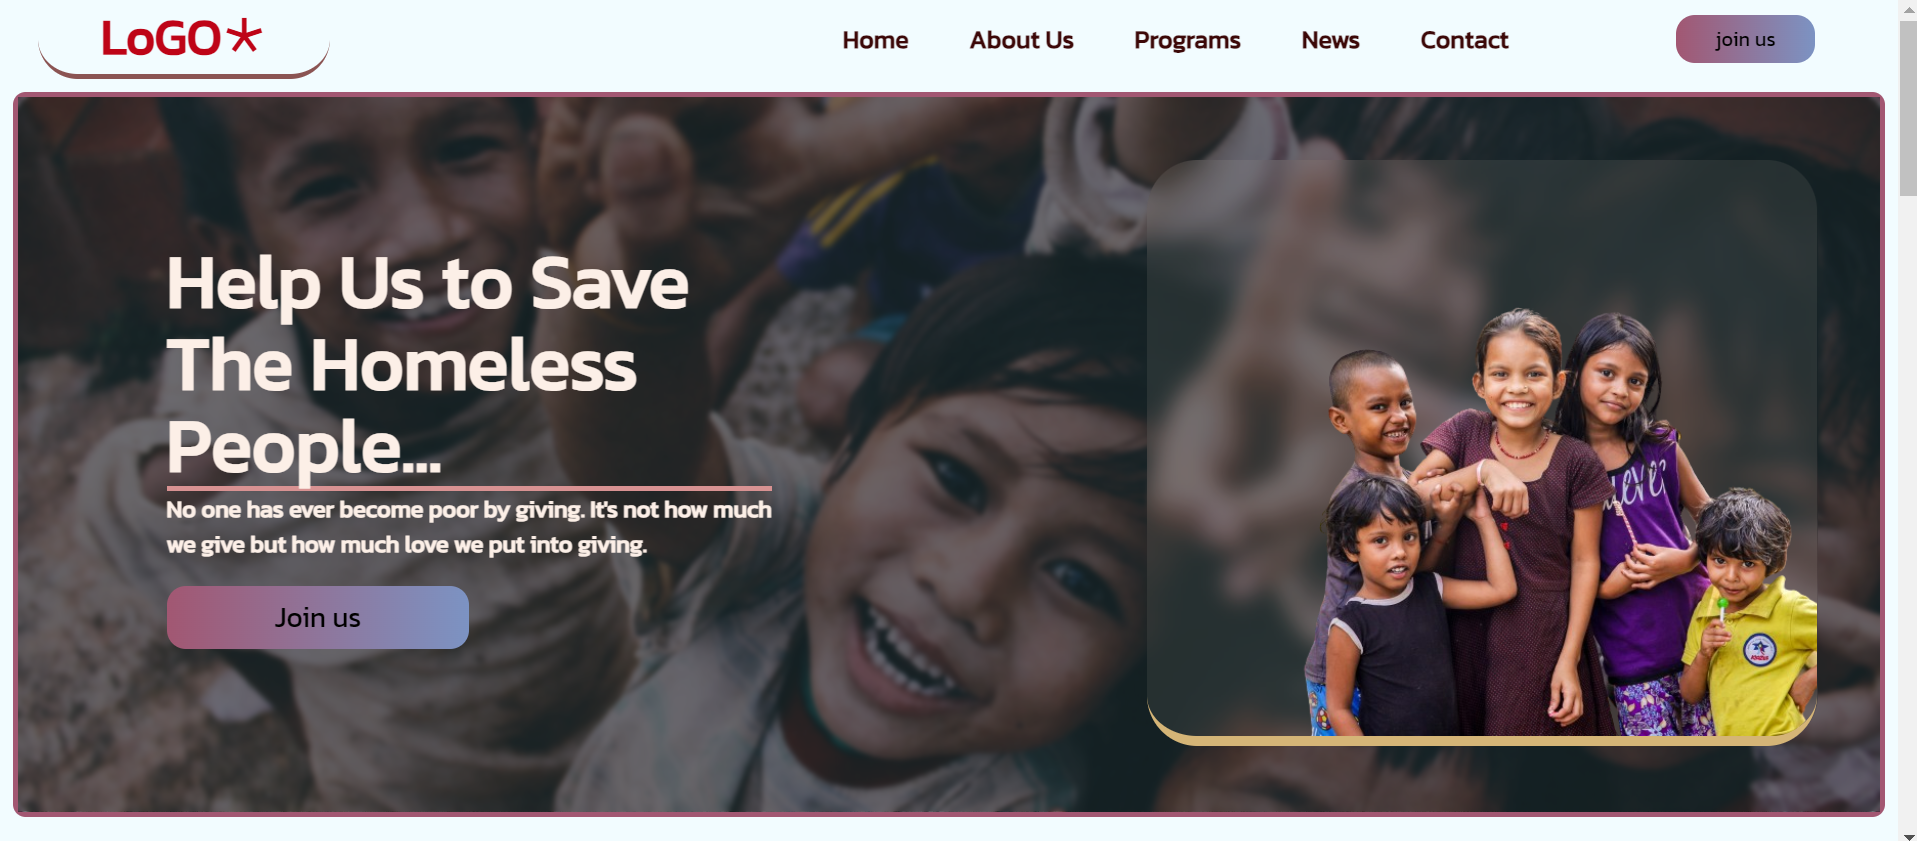 LoGO*
Home About Us Programs News Contact
join us
Help Us to Save
The Homeless
People...
No one has ever become poor by giving. It's not how much
we give but how much love we put into giving.
Join us